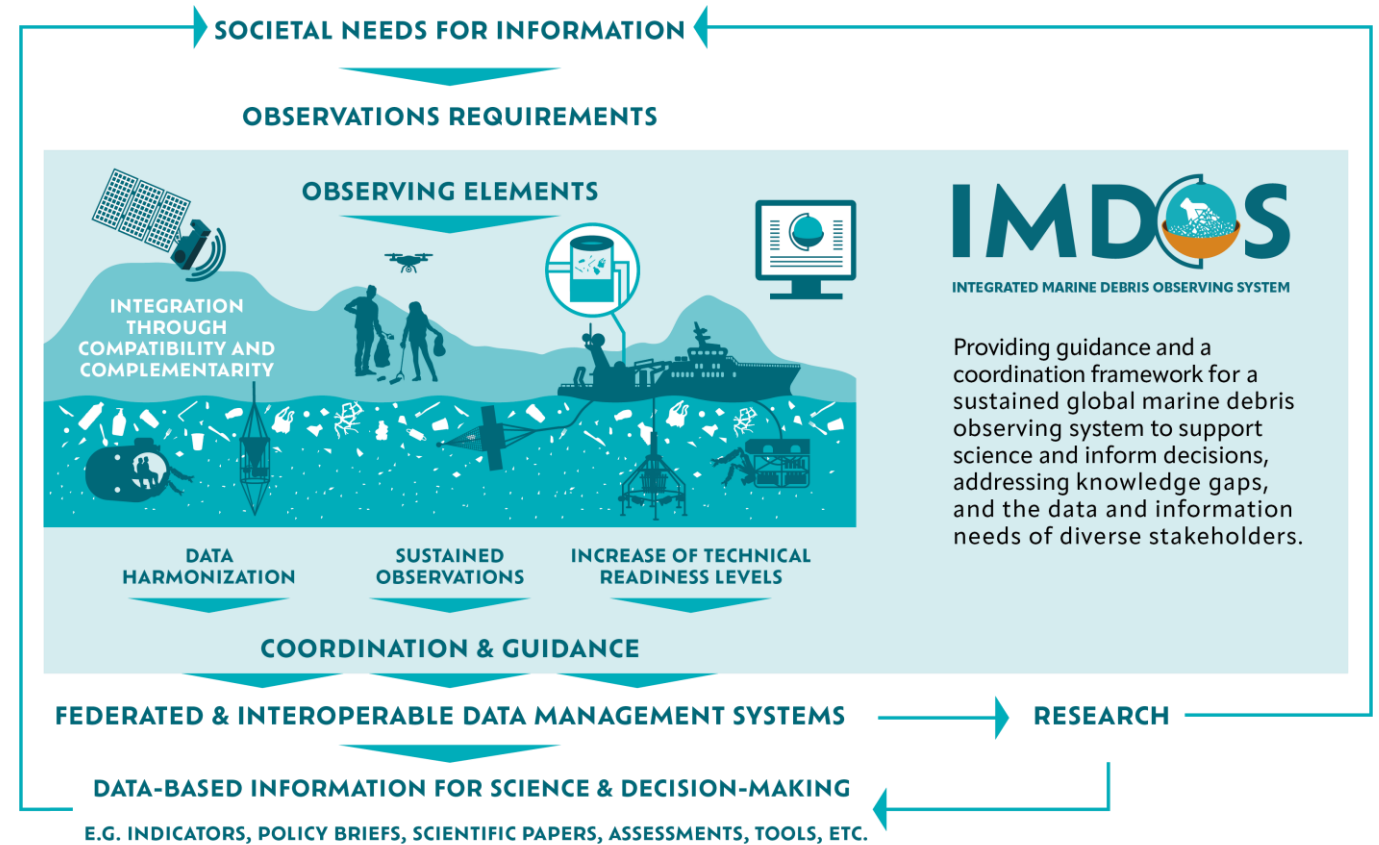 SOCIETAL NEEDS FOR INFORMATION
OBSERVATIONS REQUIREMENTS
OBSERVING ELEMENTS
INTEGRATION
THROUGH
COMPATIBILITY AND
COMPLEMENTARITY
IMDOS
INTEGRATED MARINE DEBRIS OBSERVING SYSTEM
Providing guidance and a
coordination framework for a
sustained global marine debris
observing system to support
science and inform decisions,
addressing knowledge gaps,
and the data and information
needs of diverse stakeholders.
DATA
HARMONIZATION
SUSTAINED
OBSERVATIONS
INCREASE OF TECHNICAL
READINESS LEVELS
COORDINATION & GUIDANCE
FEDERATED & INTEROPERABLE DATA MANAGEMENT SYSTEMS
RESEARCH
DATA-BASED INFORMATION FOR SCIENCE & DECISION-MAKING
E.G. INDICATORS, POLICY BRIEFS, SCIENTIFIC PAPERS, ASSESSMENTS, TOOLS, ETC.